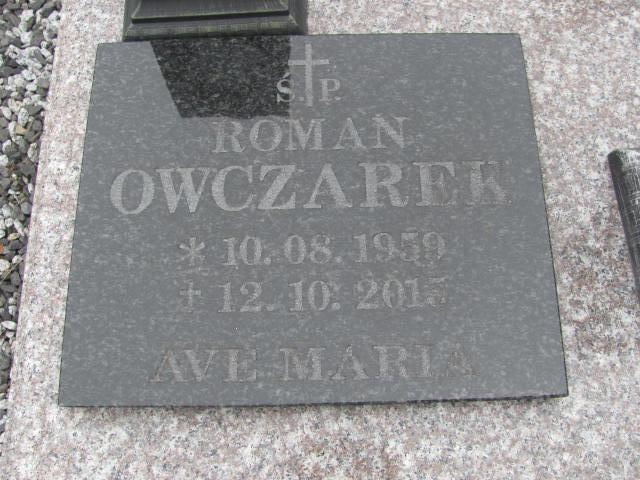 Ś.P.
ROMAN
OWCZAREK
* 10.08.1959
+ 12.10.2015
AVE MARIA